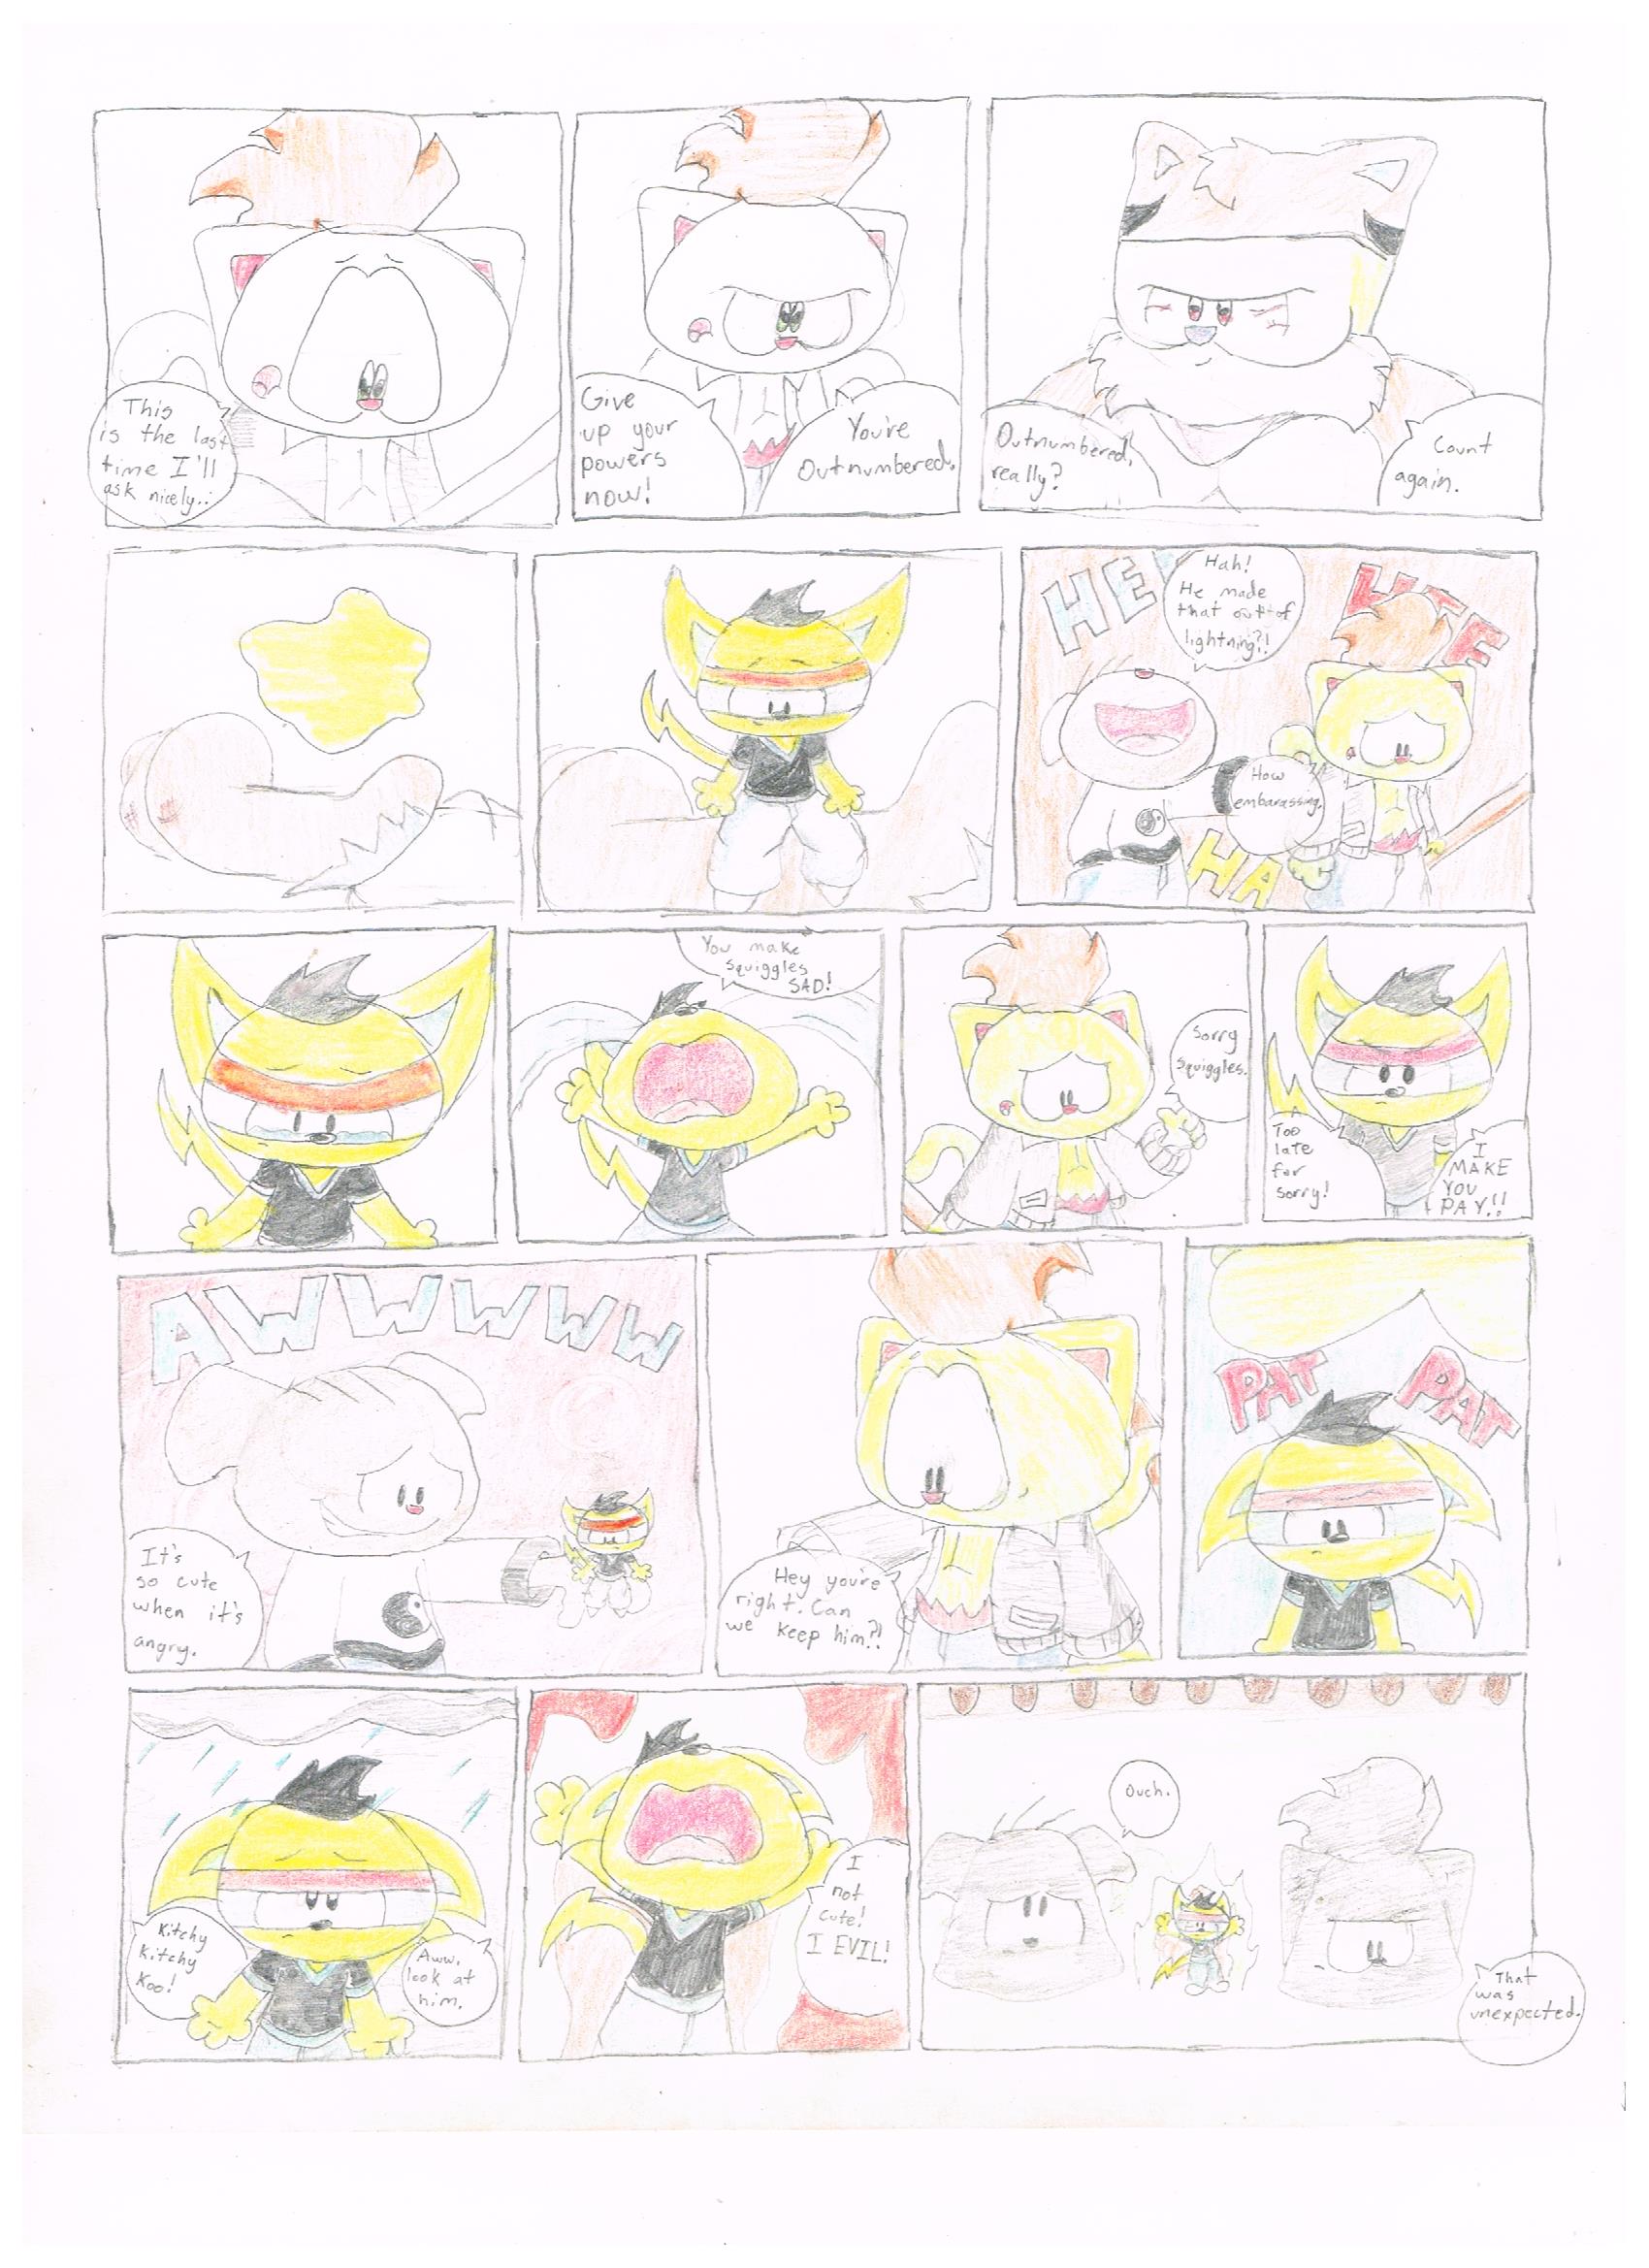 This
is the last
time I'll
ask nicely..
Give
up your
powers
now!
You're
Outnumbered.
Outnumbered,
really?
Count
again.
HE
Hah!
He made
that out of
lightning?!
How
embarassing.
HA
You make
squiggles
SAD!
Sorry
squiggles.
Too
late
for
sorry!
I
MAKE
YOU
PAY!!
AWWWWW
It's
so cute
when it's
angry.
Hey you're
right. Can
we keep him?!
PAT PAT
Kitchy
Kitchy
Koo!
Aww,
look at
him.
I
not
cute!
I EVIL!
Ouch.
That
was
unexpected.